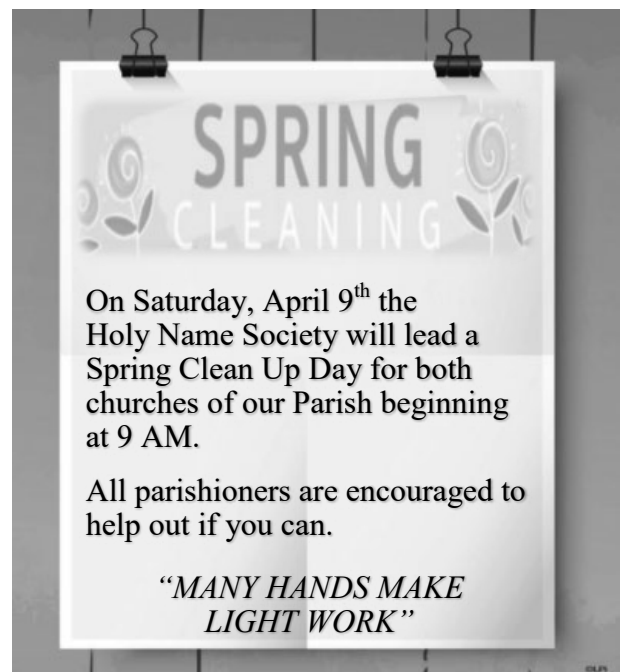 SPRING
CLEANING
On Saturday, April 9th the
Holy Name Society will lead a
Spring Clean Up Day for both
churches of our Parish beginning
at 9 AM.
All parishioners are encouraged to
help out if you can.
“MANY HANDS MAKE
LIGHT WORK”